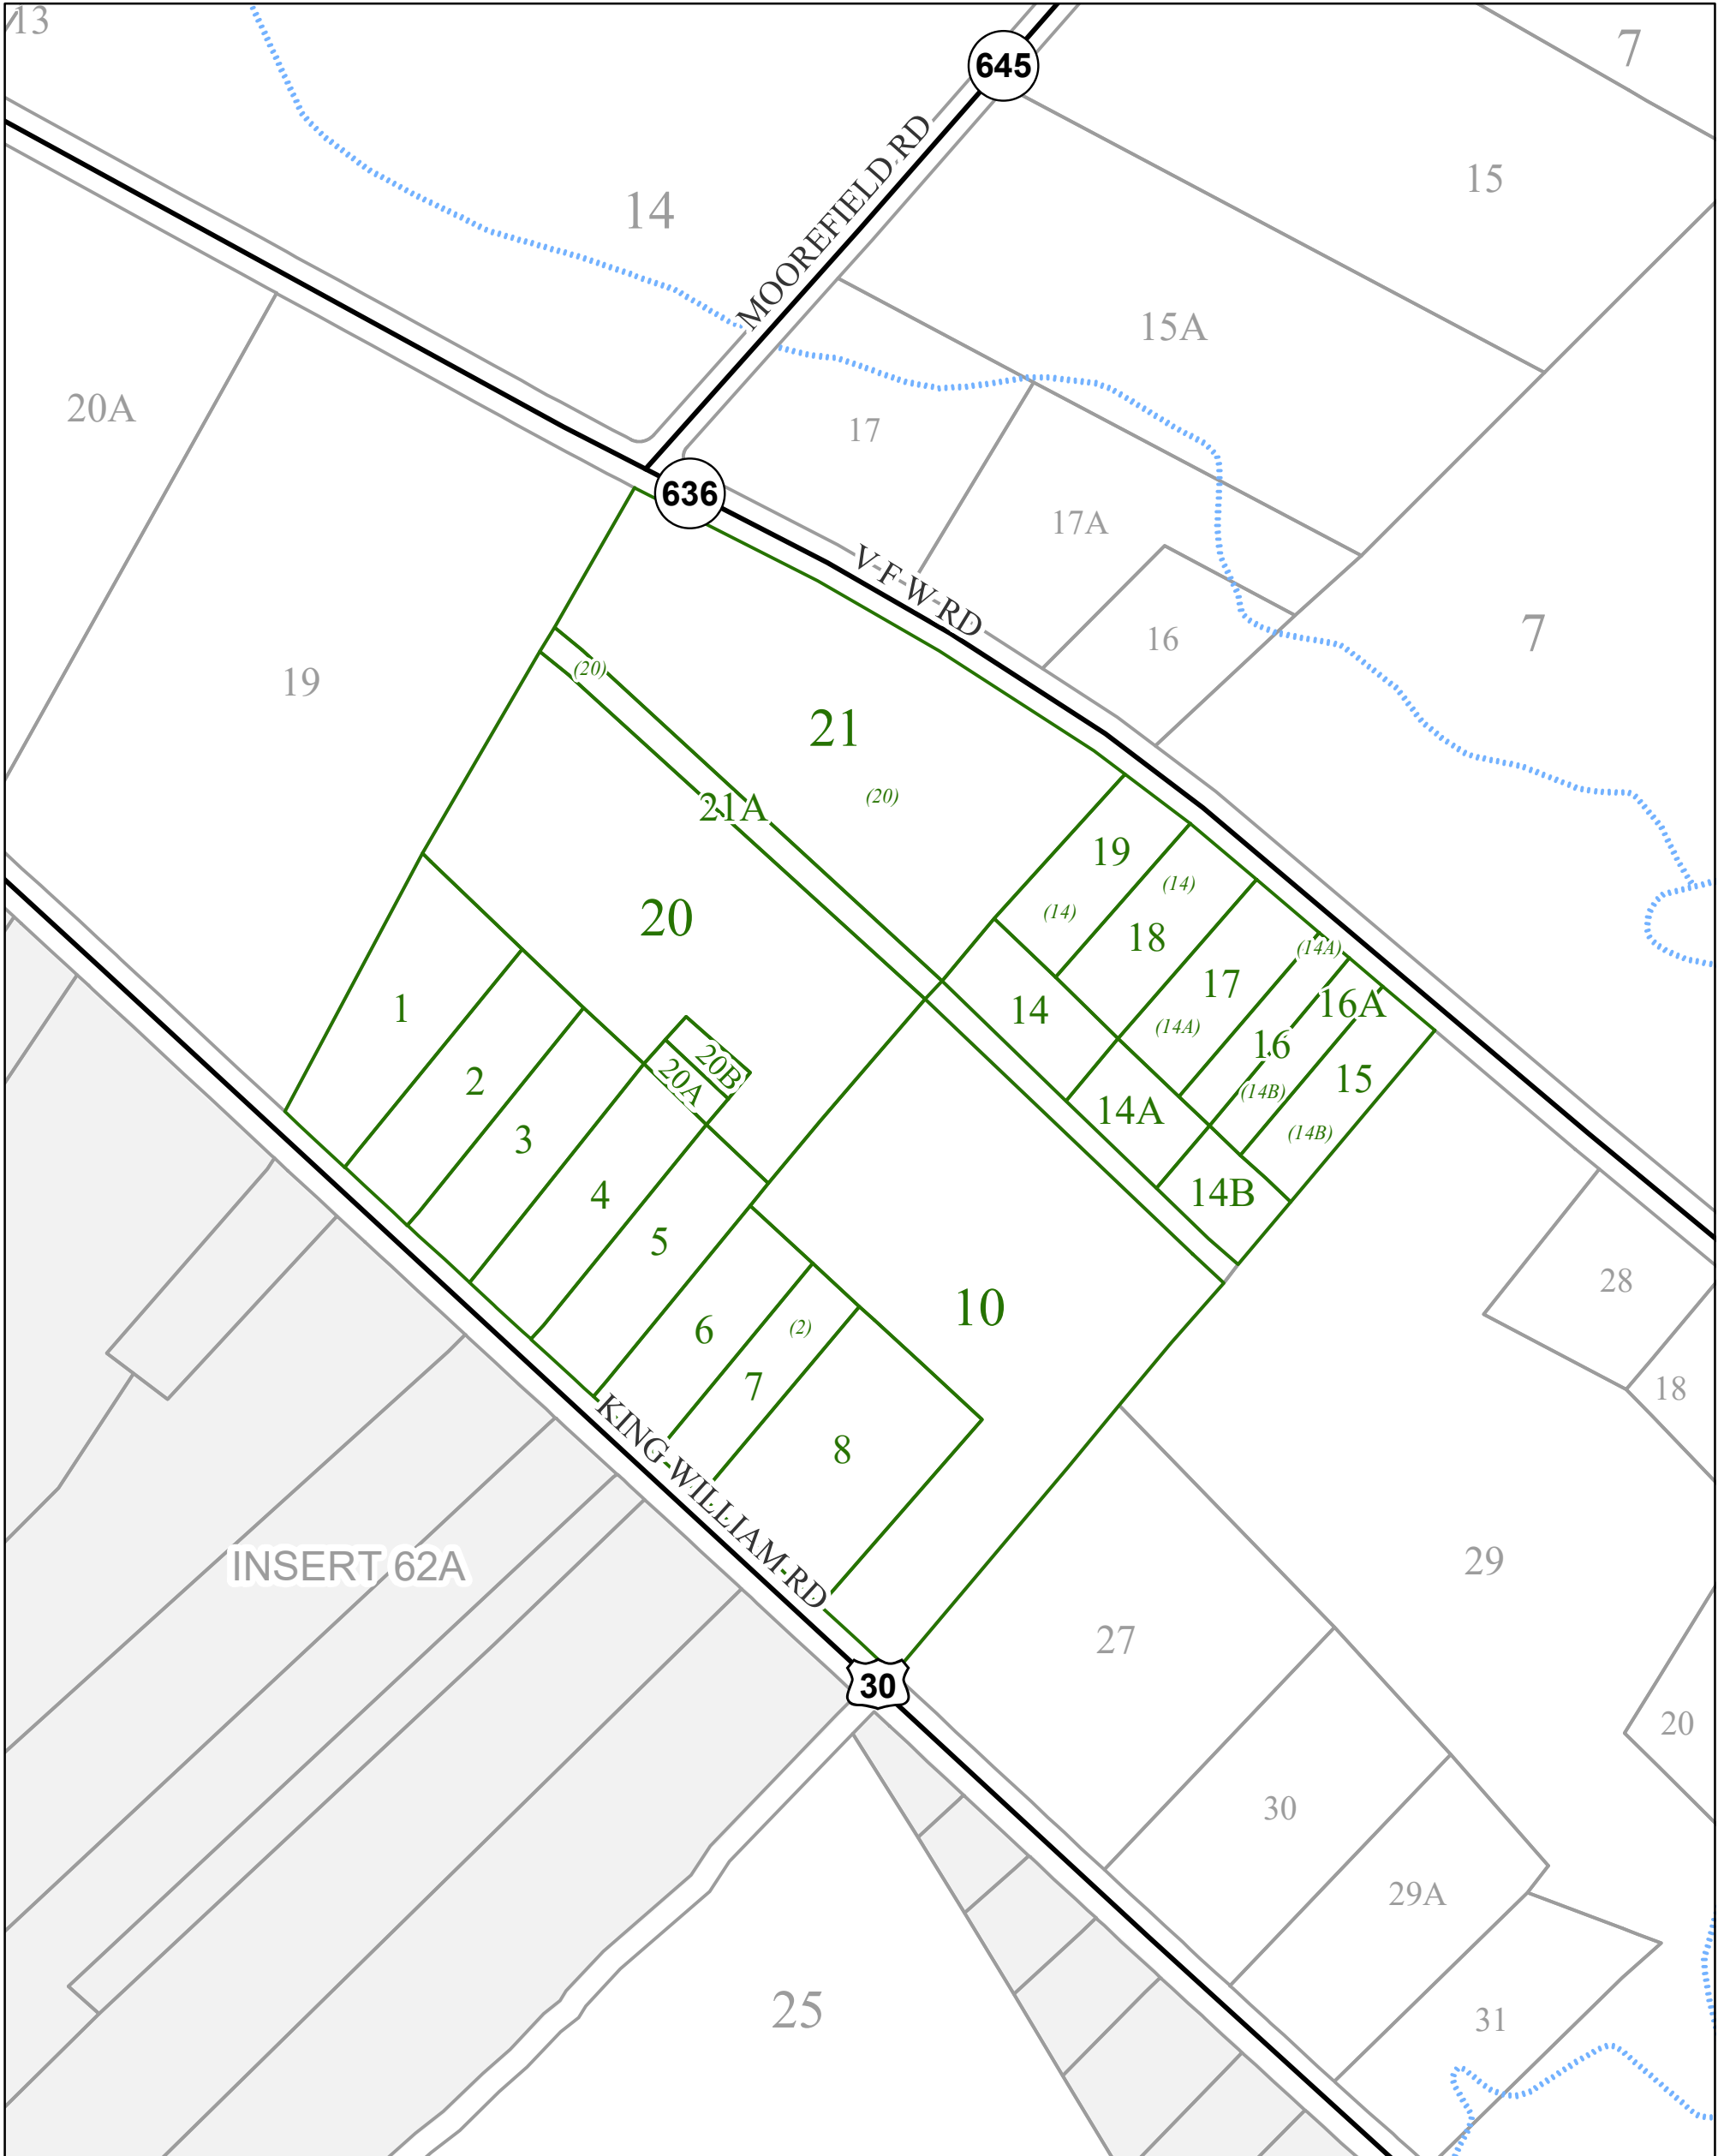 13
645
7
MOOREFIELD RD
15
14
15A
20A
17
636
17A
V-F-W-RD
16
7
19
(20)
21
(20)
21A
19
(14)
(14)
20
18
(14A)
17
16A
1
14
(14A)
16
20B
20A
2
(14B)
15
14A
(14B)
3
4
14B
5
28
10
6
(2)
7
18
8
KING WILLIAM RD
INSERT 62A
29
27
30
20
30
29A
25
31